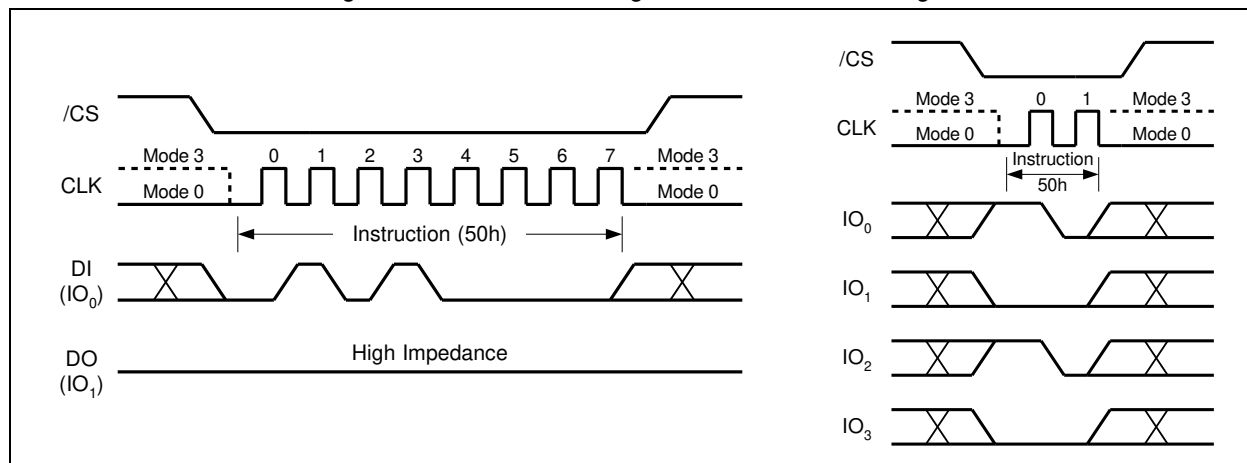 /CS
Mode 3
0 1 2 3 4 5 6 7
Mode 3
CLK
Mode 0
Mode 0
Instruction (50h)
DI
(IO0)
High Impedance
DO
(IO1)
/CS
Mode 3
0 1
Mode 3
CLK
Mode 0
Mode 0
Instruction
50h
IO0
IO1
IO2
IO3